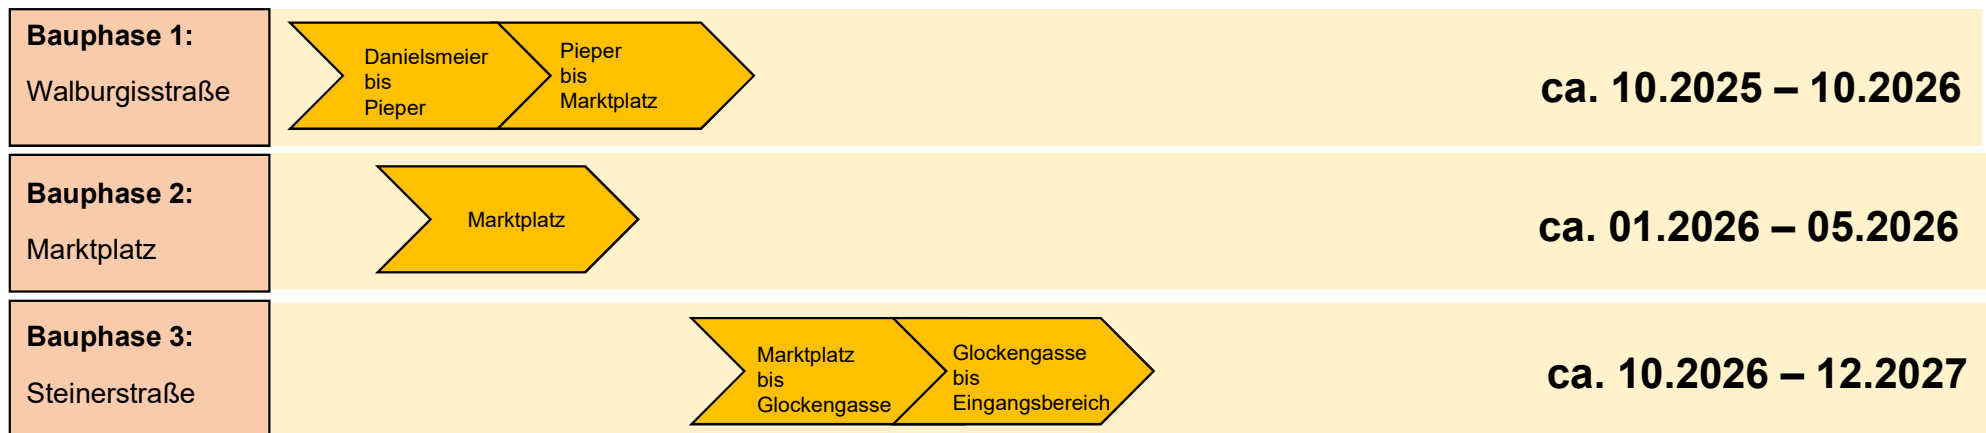 Bauphase 1:
Walburgisstraße
Danielsmeier
bis
Pieper
Pieper
bis
Marktplatz
ca. 10.2025 – 10.2026
Bauphase 2:
Marktplatz
Marktplatz
ca. 01.2026 – 05.2026
Bauphase 3:
Steinerstraße
Marktplatz
bis
Glockengasse
Glockengasse
bis
Eingangsbereich
ca. 10.2026 – 12.2027